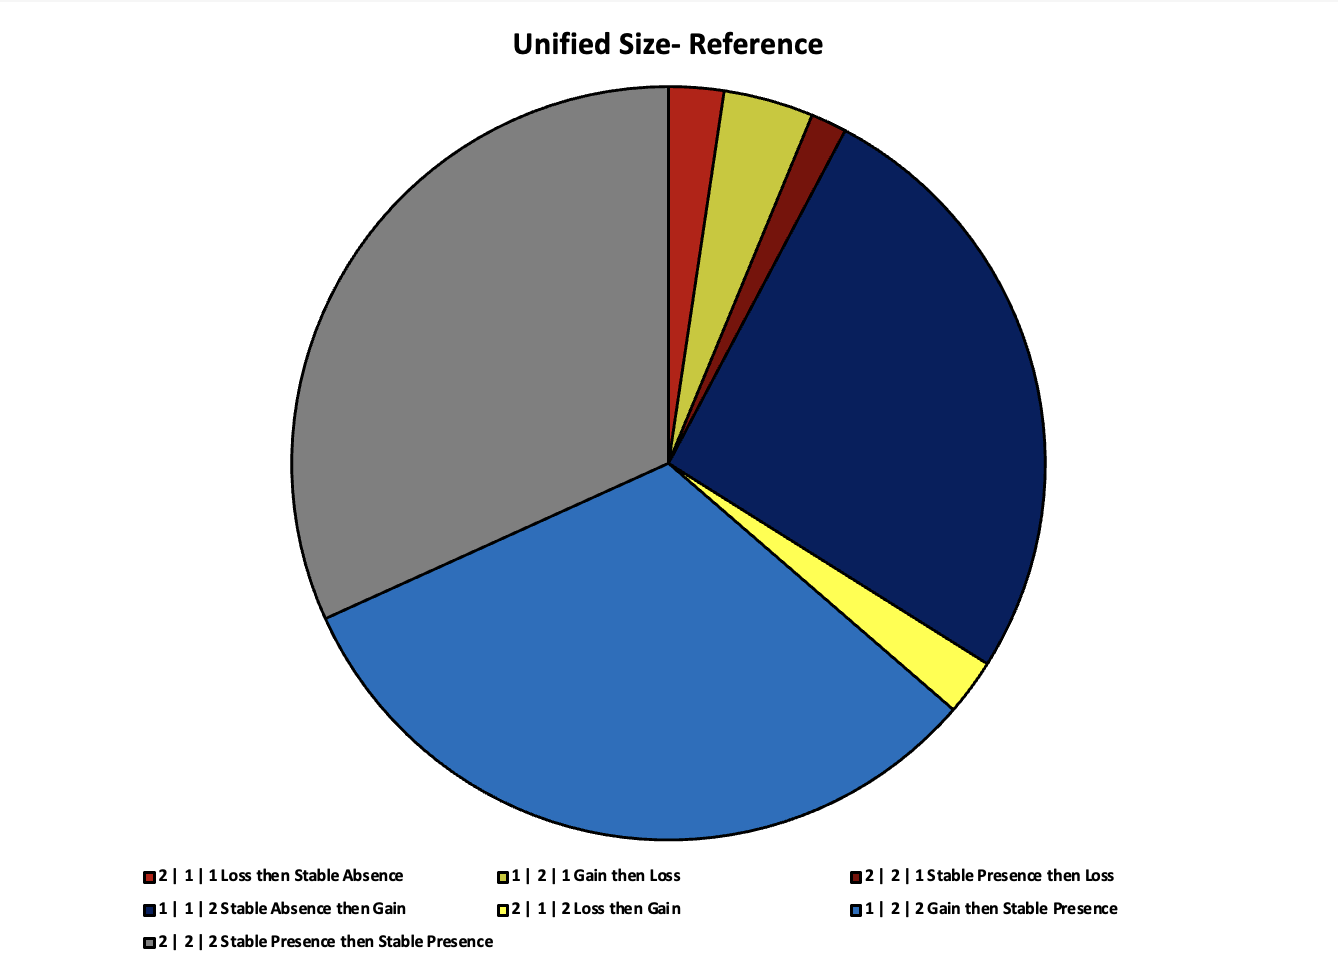 Unified Size- Reference
2 | 1 | 1 Loss then Stable Absence
1 | 2 | 1 Gain then Loss
2 | 2 | 1 Stable Presence then Loss
1 | 1 | 2 Stable Absence then Gain
2 | 1 | 2 Loss then Gain
1 | 2 | 2 Gain then Stable Presence
2 | 2 | 2 Stable Presence then Stable Presence